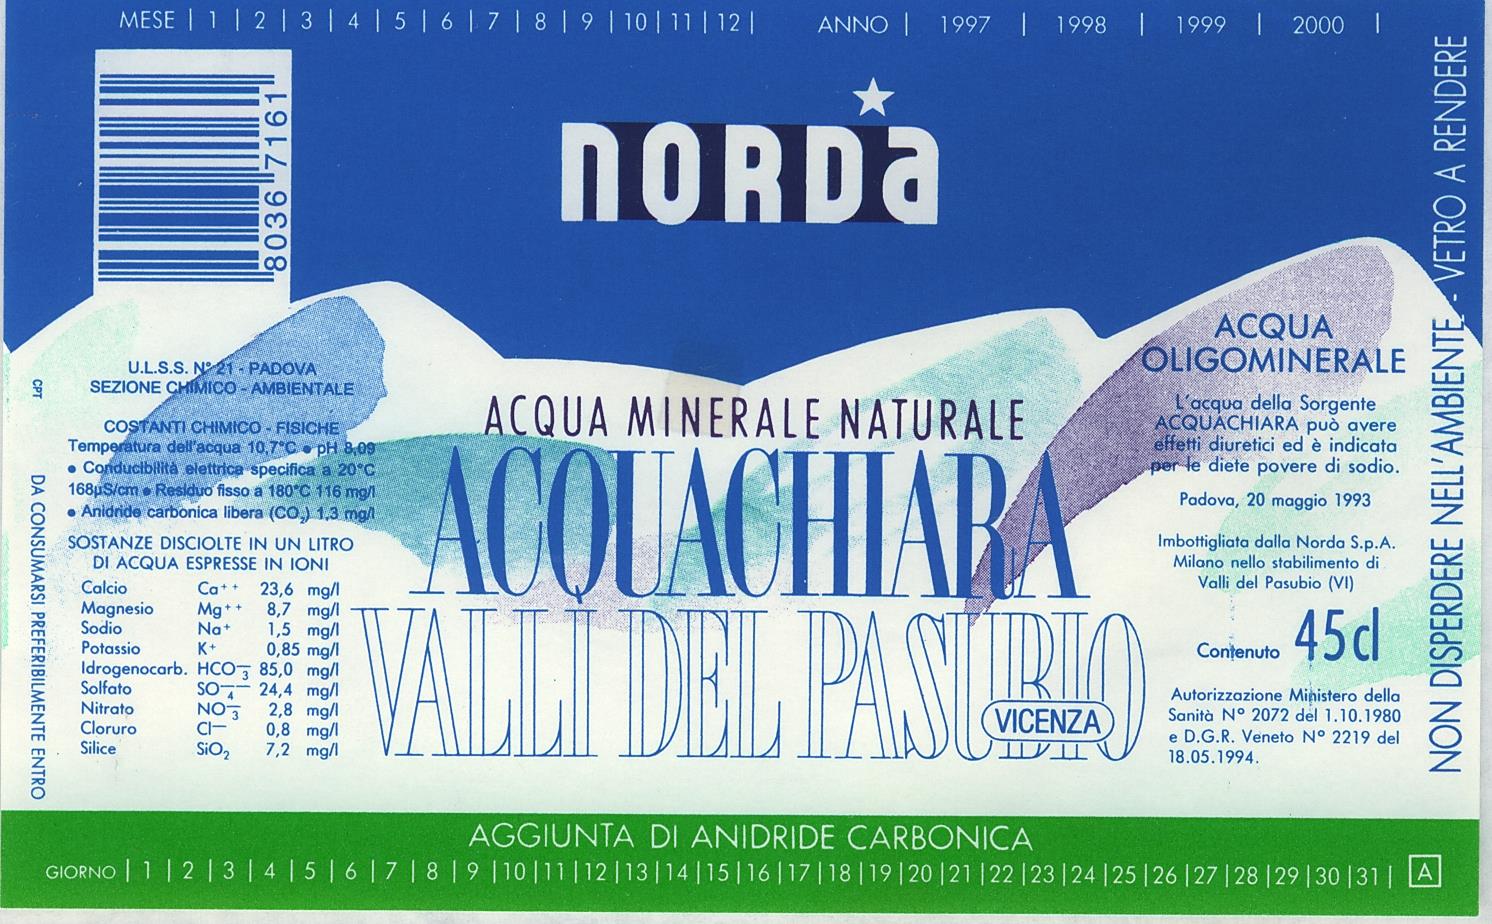 MESE | 1 | 2 | 3 | 4 | 5 | 6 | 7 | 8 | 9 | 10 | 11 | 12 | ANNO | 1997 | 1998 | 1999 | 2000 |
8036 7161
NORDA
U.L.S.S. N° 21 - PADOVA
SEZIONE CHIMICO - AMBIENTALE
COSTANTI CHIMICO - FISICHE
Temperatura dell'acqua 10,7°C ● pH 8,09
● Conducibilità elettrica specifica a 20°C
168µS/cm ● Residuo fisso a 180°C 116 mg/l
● Anidride carbonica libera (CO₂) 1,3 mg/l
SOSTANZE DISCIOLTE IN UN LITRO
DI ACQUA ESPRESSE IN IONI
Calcio Ca⁺⁺ 23,6 mg/l
Magnesio Mg⁺⁺ 8,7 mg/l
Sodio Na⁺ 1,5 mg/l
Potassio K⁺ 0,85 mg/l
Idrogenocarb. HCO₃⁻ 85,0 mg/l
Solfato SO₄⁻⁻ 24,4 mg/l
Nitrato NO₃⁻ 2,8 mg/l
Cloruro Cl⁻ 0,8 mg/l
Silice SiO₂ 7,2 mg/l
CPT
DA CONSUMARSI PREFERIBILMENTE ENTRO
ACQUA MINERALE NATURALE
ACQUACHIARA
VALLI DEL PASUBIO
VICENZA
ACQUA
OLIGOMINERALE
L'acqua della Sorgente
ACQUACHIARA può avere
effetti diuretici ed è indicata
per le diete povere di sodio.
Padova, 20 maggio 1993
Imbottigliata dalla Norda S.p.A.
Milano nello stabilimento di
Valli del Pasubio (VI)
Contenuto 45cl
Autorizzazione Ministero della
Sanità N° 2072 del 1.10.1980
e D.G.R. Veneto N° 2219 del
18.05.1994.
NON DISPERDERE NELL'AMBIENTE - VETRO A RENDERE
AGGIUNTA DI ANIDRIDE CARBONICA
GIORNO | 1 | 2 | 3 | 4 | 5 | 6 | 7 | 8 | 9 | 10 | 11 | 12 | 13 | 14 | 15 | 16 | 17 | 18 | 19 | 20 | 21 | 22 | 23 | 24 | 25 | 26 | 27 | 28 | 29 | 30 | 31 | A